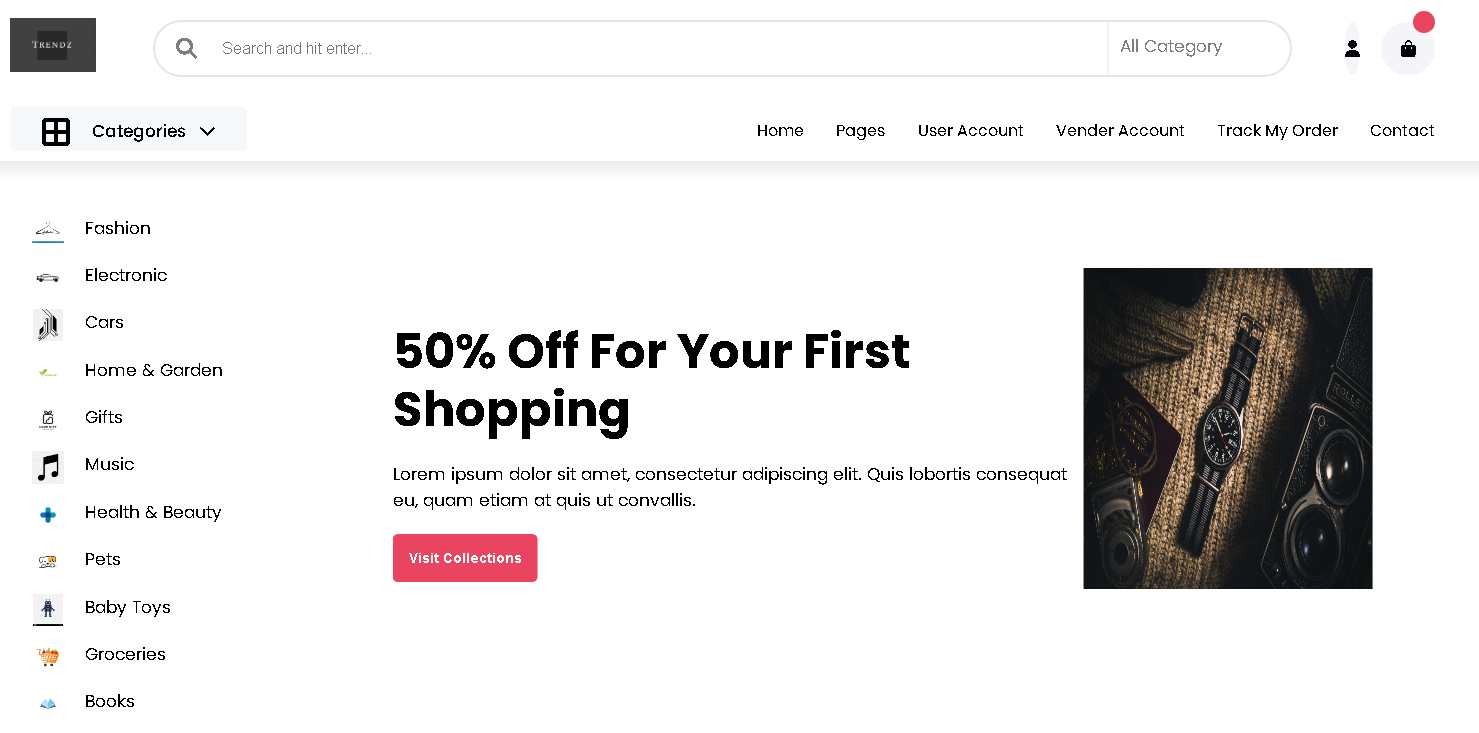 TRENDZ
Search and hit enter...
All Category
Categories
Home
Pages
User Account
Vender Account
Track My Order
Contact
Fashion
Electronic
Cars
Home & Garden
Gifts
Music
Health & Beauty
Pets
Baby Toys
Groceries
Books
50% Off For Your First
Shopping
Lorem ipsum dolor sit amet, consectetur adipiscing elit. Quis lobortis consequat
eu, quam etiam at quis ut convallis.
Visit Collections